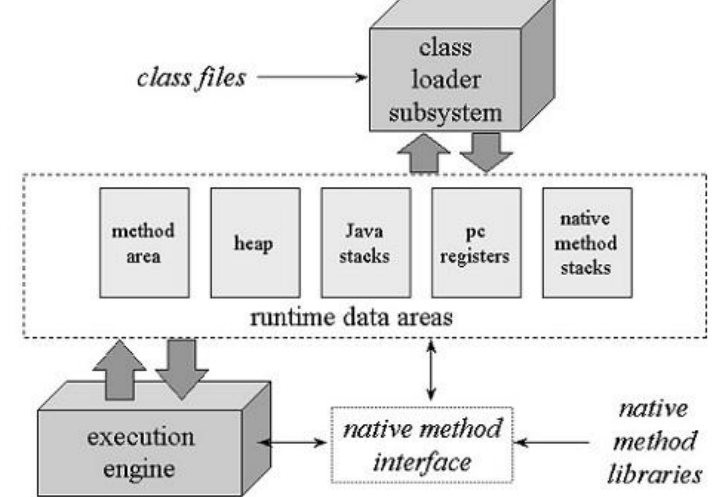 class
loader
subsystem
class files
method
area
heap
Java
stacks
pc
registers
native
method
stacks
runtime data areas
execution
engine
native method
interface
native
method
libraries